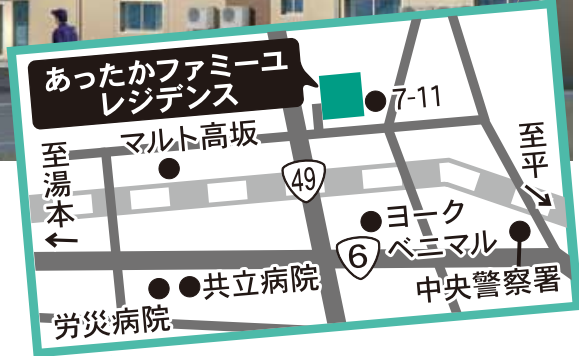 あったかファミーユ
レジデンス
7-11
マルト高坂
至平
至湯本
49
ヨーク
ベニマル
6
共立病院
中央警察署
労災病院